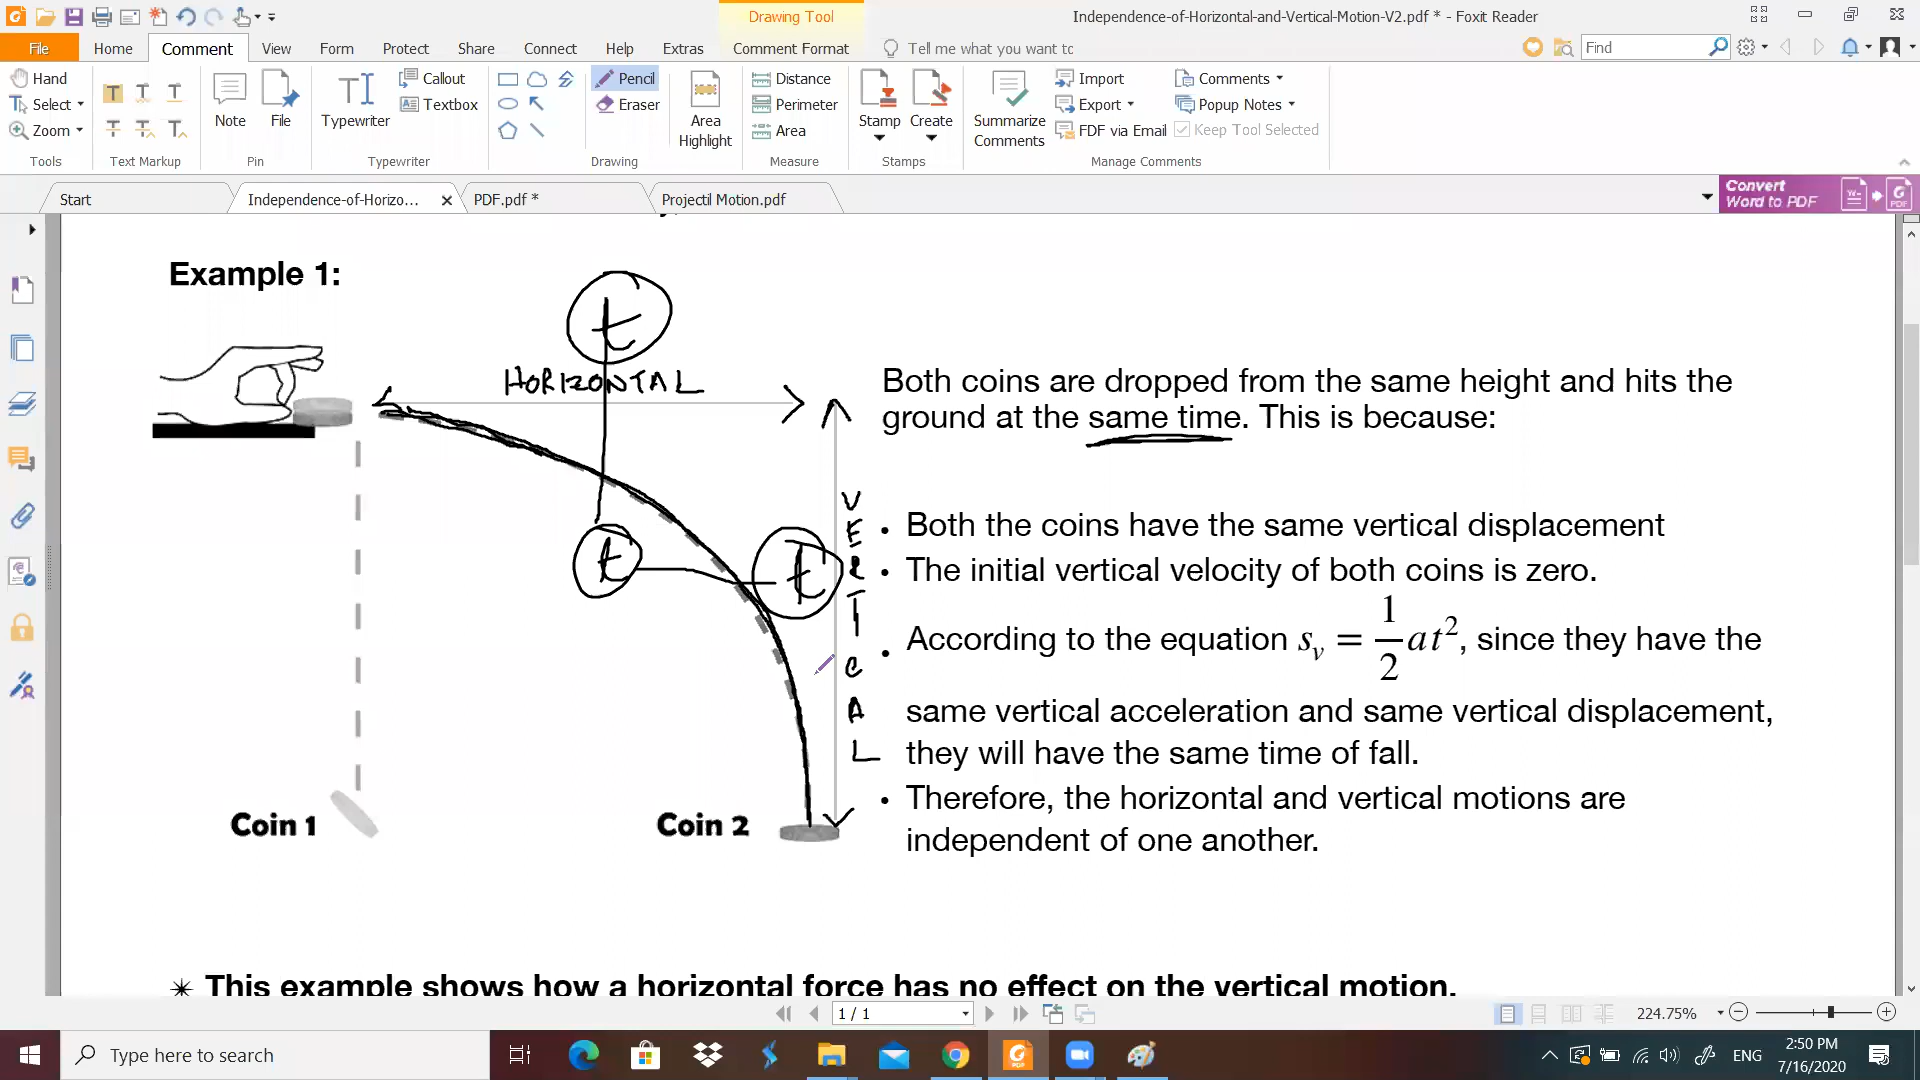 Drawing Tool
Independence-of-Horizontal-and-Vertical-Motion-V2.pdf * - Foxit Reader
File Home Comment View Form Protect Share Connect Help Extras Comment Format Tell me what you want to Find
Hand
Select
Zoom
Tools
T T T
T T T
Text Markup
Note
File
Pin
Typewriter
Callout
Textbox
Typewriter
Pencil
Eraser
Drawing
Area
Highlight
Distance
Perimeter
Area
Measure
Stamp
Create
Stamps
Summarize
Comments
Import
Export
FDF via Email
Comments
Popup Notes
Keep Tool Selected
Manage Comments
Start
Independence-of-Horizo...
PDF.pdf *
Projectil Motion.pdf
Convert
Word to PDF
Example 1:
t
HORIZONTAL
t
t
VERTICAL
Coin 1
Coin 2
Both coins are dropped from the same height and hits the
ground at the same time. This is because:
• Both the coins have the same vertical displacement
• The initial vertical velocity of both coins is zero.
• According to the equation s_v = 1/2 at², since they have the
same vertical acceleration and same vertical displacement,
they will have the same time of fall.
• Therefore, the horizontal and vertical motions are
independent of one another.
✴ This example shows how a horizontal force has no effect on the vertical motion.
1 / 1
224.75%
Type here to search
ENG
2:50 PM
7/16/2020